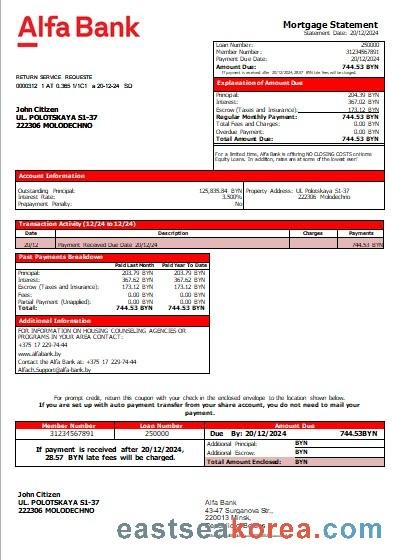 Alfa Bank
Mortgage Statement
Statement Date: 20/12/2024
Loan Number: 250000
Member Number: 31234567891
Payment Due Date: 20/12/2024
Amount Due: 744.53 BYN
If payment is received after 20/12/2024, 28.57 BYN late fees will be charged.
RETURN SERVICE REQUESTE
0000312 1 AT 0.365 V1C1 a 20-12-24 SO
John Citizen
UL. POLOTSKAYA S1-37
222306 MOLODECHNO
Explanation of Amount Due
Principal: 204.39 BYN
Interest: 367.02 BYN
Escrow (Taxes and Insurance): 173.12 BYN
Regular Monthly Payment: 744.53 BYN
Total Fees and Charges: 0.00 BYN
Overdue Payment: 0.00 BYN
Total Amount Due: 744.53 BYN
For a limited time, Alfa Bank is offering NO CLOSING COSTS on Home
Equity Loans. In addition, rates are at some of the lowest ever!
Account Information
Outstanding Principal: 125,835.84 BYN
Interest Rate: 3.500%
Prepayment Penalty: No
Property Address: UL Polotskaya S1-37
222306 Molodechno
Transaction Activity (12/24 to 12/24)
Date Description Charges Payments
20/12 Payment Received Due Date 20/12/24 744.53 BYN
Past Payments Breakdown
Paid Last Month Paid Year To Date
Principal: 203.79 BYN 203.79 BYN
Interest: 367.62 BYN 367.62 BYN
Escrow (Taxes and Insurance): 173.12 BYN 173.12 BYN
Fees: 0.00 BYN 0.00 BYN
Partial Payment (Unapplied): 0.00 BYN 0.00 BYN
Total: 744.53 BYN 744.53 BYN
Additional Information
FOR INFORMATION ON HOUSING COUNSELING AGENCIES OR
PROGRAMS IN YOUR AREA CONTACT:
+375 17 229-74-44
www.alfabank.by
Contact the Alfa Bank at: +375 17 229-74-44
Alfach.Support@alfa-bank.by
For prompt credit, return this coupon with your check in the enclosed envelope to the location shown below.
If you are set up with auto payment transfer from your share account, you do not need to mail your
payment.
Member Number Loan Number Amount Due
31234567891 250000 Due By: 20/12/2024 744.53BYN
If payment is received after 20/12/2024,
28.57 BYN late fees will be charged.
Additional Principal: BYN
Additional Escrow: BYN
Total Amount Enclosed: BYN
John Citizen
UL. POLOTSKAYA S1-37
222306 MOLODECHNO
Alfa Bank
43-47 Surganova Str.,
220013 Minsk,
eastseakorea.com